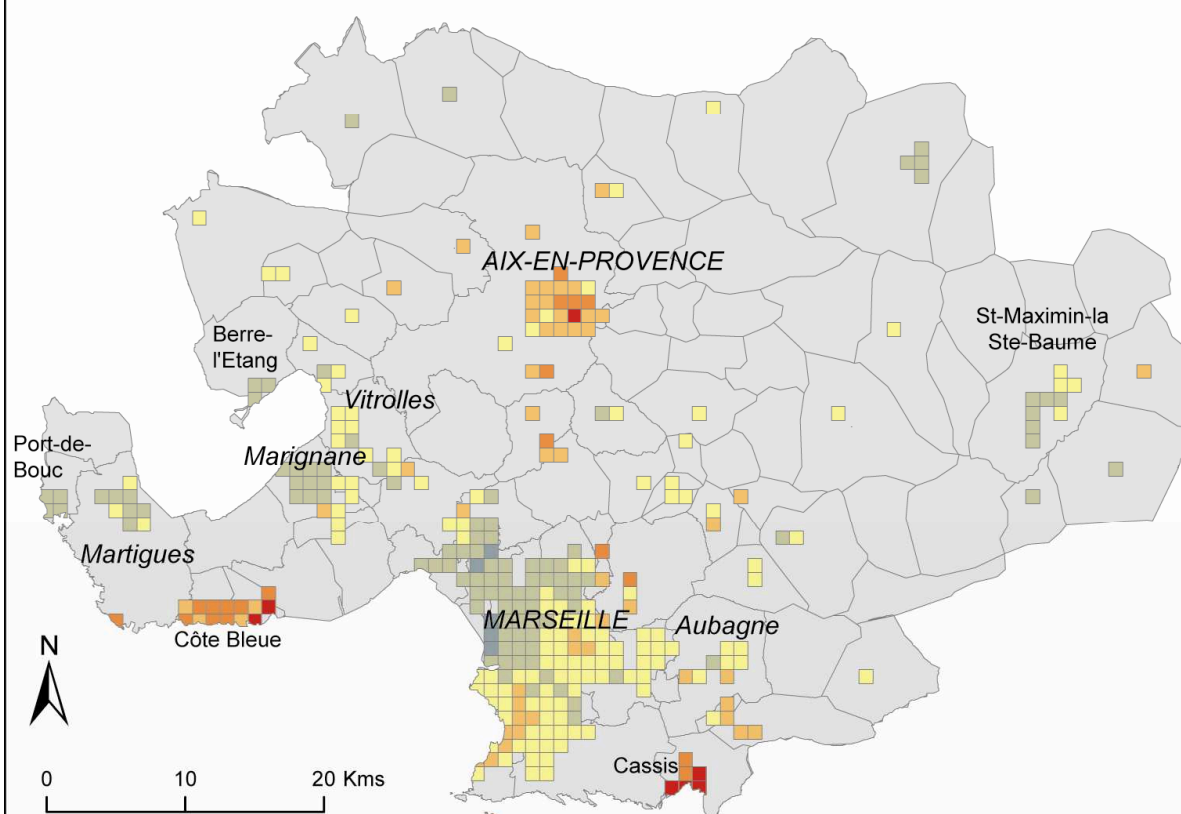 AIX-EN-PROVENCE
St-Maximin-la
Ste-Baume
Berre-
l'Etang
Vitrolles
Port-de-
Bouc
Marignane
Martigues
MARSEILLE
Aubagne
Côte Bleue
N
Cassis
0 10 20 Kms